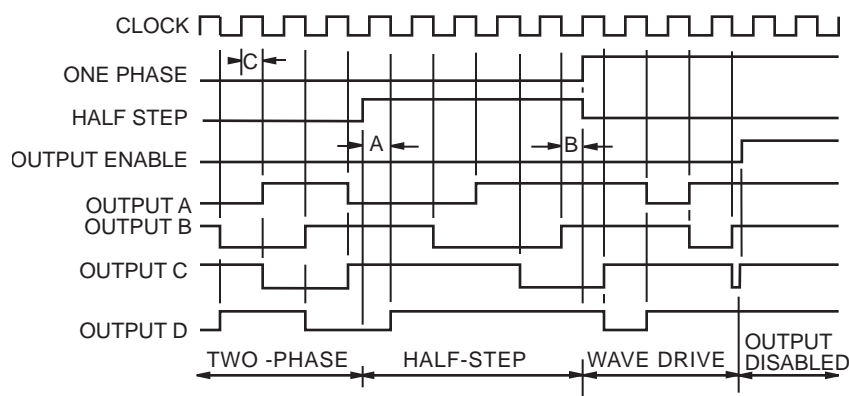 CLOCK
C
ONE PHASE
HALF STEP
A
B
OUTPUT ENABLE
OUTPUT A
OUTPUT B
OUTPUT C
OUTPUT D
TWO -PHASE
HALF-STEP
WAVE DRIVE
OUTPUT
DISABLED